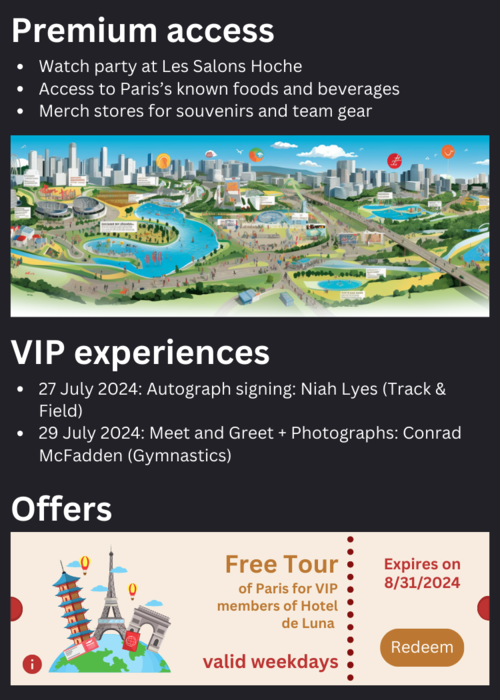 Premium access
• Watch party at Les Salons Hoche
• Access to Paris's known foods and beverages
• Merch stores for souvenirs and team gear
VIP experiences
• 27 July 2024: Autograph signing: Niah Lyes (Track &
Field)
• 29 July 2024: Meet and Greet + Photographs: Conrad
McFadden (Gymnastics)
Offers
Free Tour
of Paris for VIP
members of Hotel
de Luna
valid weekdays
Expires on
8/31/2024
Redeem
i